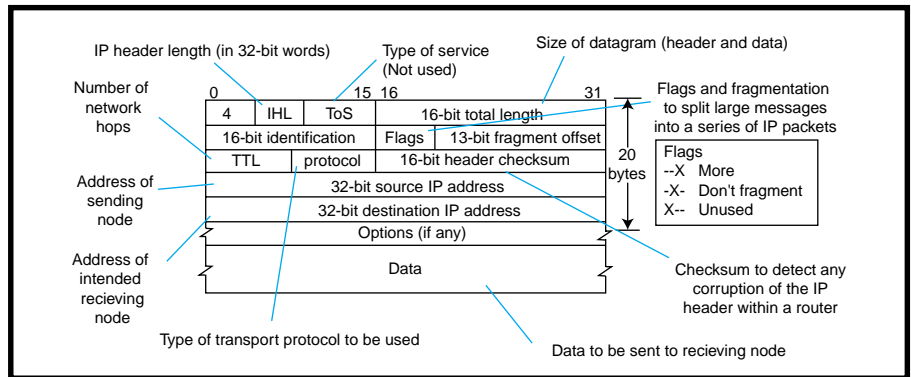 IP header length (in 32-bit words)
Type of service
(Not used)
Size of datagram (header and data)
Number of
network
hops
0
15
16
31
4
IHL
ToS
16-bit total length
16-bit identification
Flags
13-bit fragment offset
TTL
protocol
16-bit header checksum
32-bit source IP address
32-bit destination IP address
Options (if any)
Data
20
bytes
Flags and fragmentation
to split large messages
into a series of IP packets
Flags
--X More
-X- Don't fragment
X-- Unused
Address of
sending
node
Address of
intended
recieving
node
Checksum to detect any
corruption of the IP
header within a router
Type of transport protocol to be used
Data to be sent to recieving node